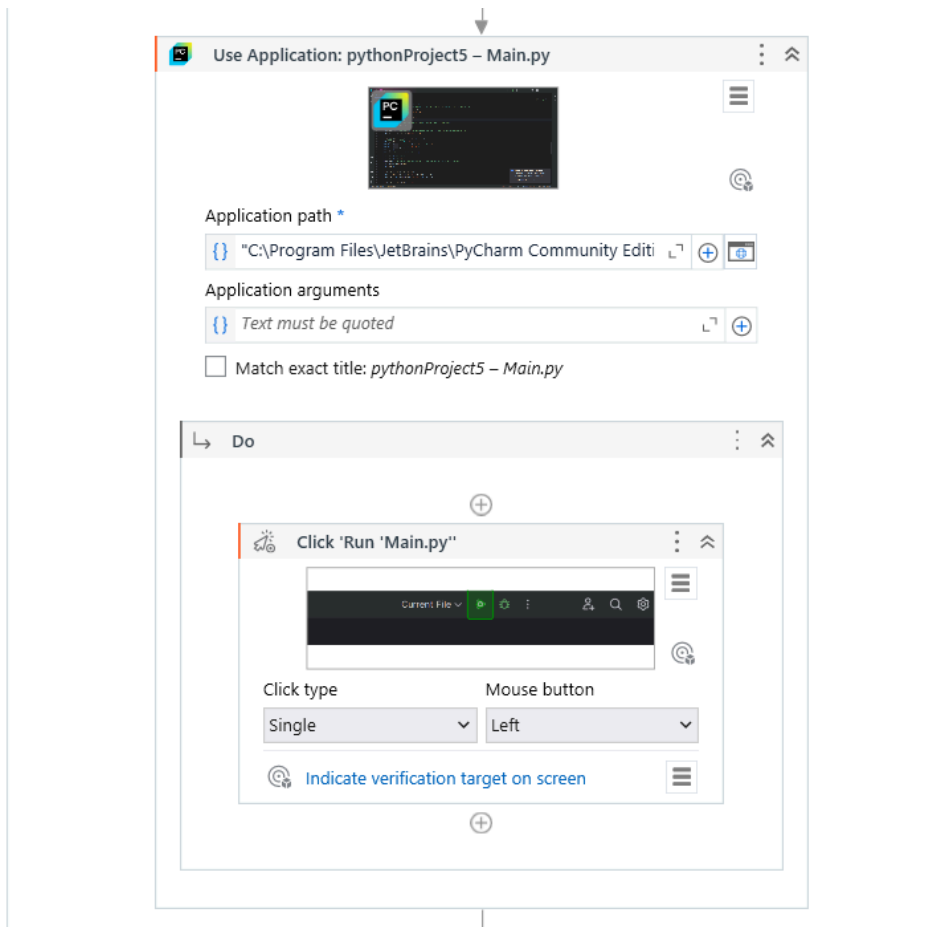 Use Application: pythonProject5 – Main.py
PC
PC
Application path *
"C:\Program Files\JetBrains\PyCharm Community Editi
Application arguments
Text must be quoted
Match exact title: pythonProject5 – Main.py
Do
Click 'Run 'Main.py''
Current File
Click type
Mouse button
Single
Left
Indicate verification target on screen